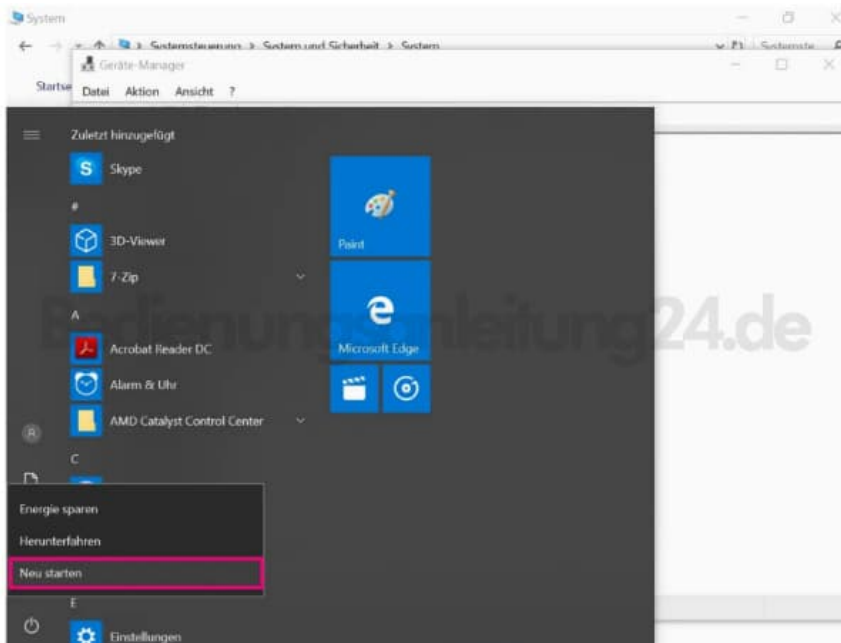 System
Systemsteuerung > System und Sicherheit > System
Systemste
Geräte-Manager
Startse
Datei Aktion Ansicht ?
Zuletzt hinzugefügt
S Skype
#
3D-Viewer
Paint
7-Zip
A
Bedienungsanleitung24.de
Acrobat Reader DC
Microsoft Edge
Alarm & Uhr
AMD Catalyst Control Center
C
Energie sparen
Herunterfahren
Neu starten
E
Einstellungen